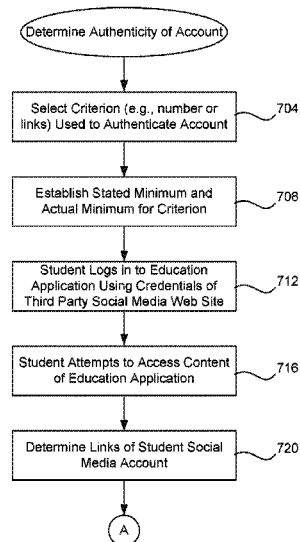 Determine Authenticity of Account
Select Criterion (e.g., number or
links) Used to Authenticate Account
704
Establish Stated Minimum and
Actual Minimum for Criterion
708
Student Logs in to Education
Application Using Credentials of
Third Party Social Media Web Site
712
Student Attempts to Access Content
of Education Application
716
Determine Links of Student Social
Media Account
720
A